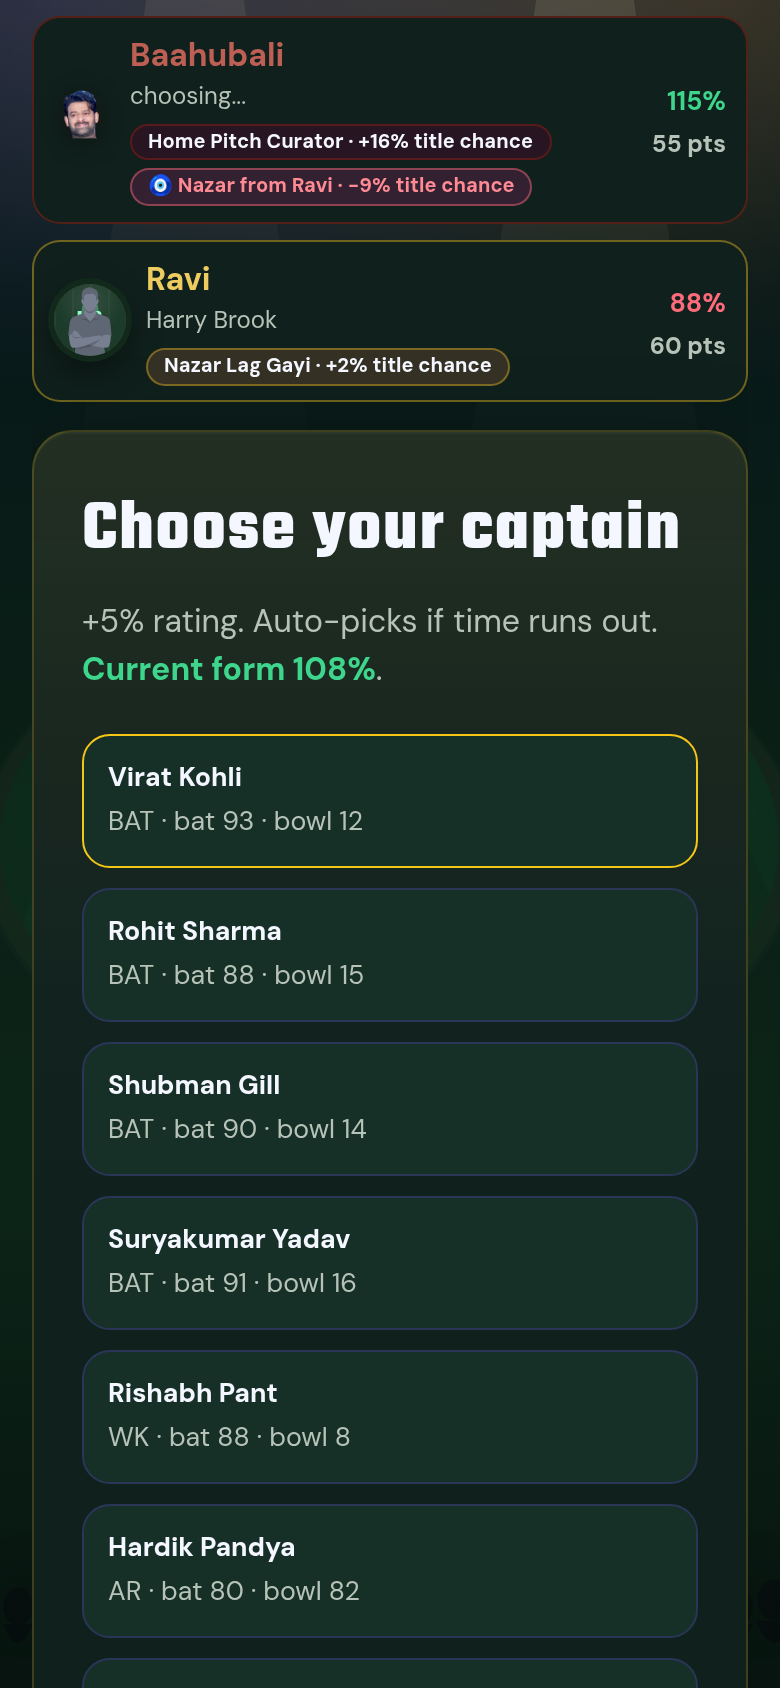 Baahubali
choosing...
115%
Home Pitch Curator · +16% title chance
55 pts
🧿 Nazar from Ravi · -9% title chance
Ravi
Harry Brook
88%
60 pts
Nazar Lag Gayi · +2% title chance
Choose your captain
+5% rating. Auto-picks if time runs out.
Current form 108%.
Virat Kohli
BAT · bat 93 · bowl 12
Rohit Sharma
BAT · bat 88 · bowl 15
Shubman Gill
BAT · bat 90 · bowl 14
Suryakumar Yadav
BAT · bat 91 · bowl 16
Rishabh Pant
WK · bat 88 · bowl 8
Hardik Pandya
AR · bat 80 · bowl 82